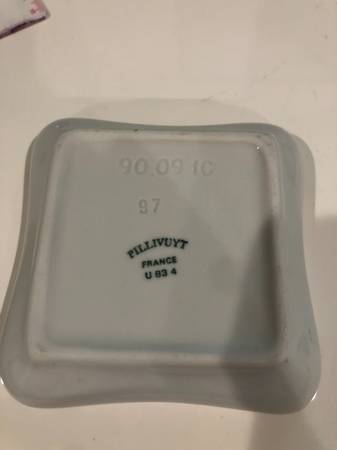 90 09 10
97
PILLIVUYT
FRANCE
U 83 4